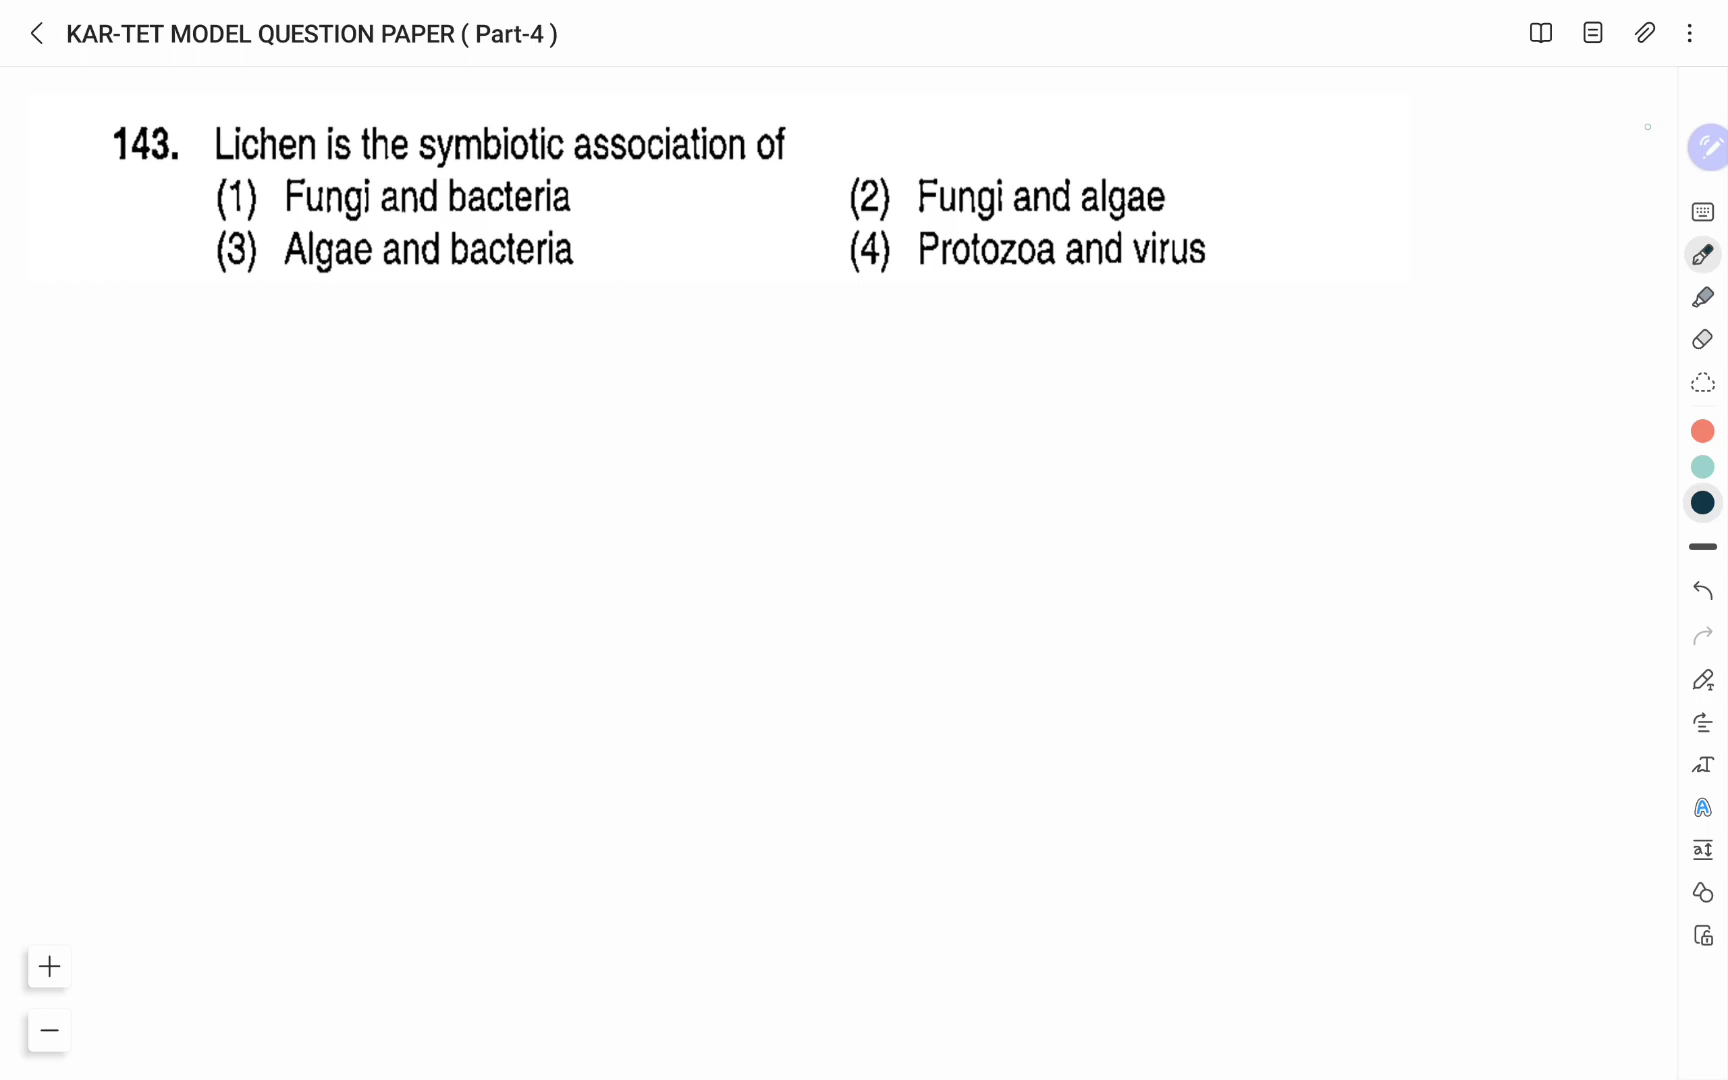 KAR-TET MODEL QUESTION PAPER ( Part-4 )
143. Lichen is the symbiotic association of
(1) Fungi and bacteria (2) Fungi and algae
(3) Algae and bacteria (4) Protozoa and virus